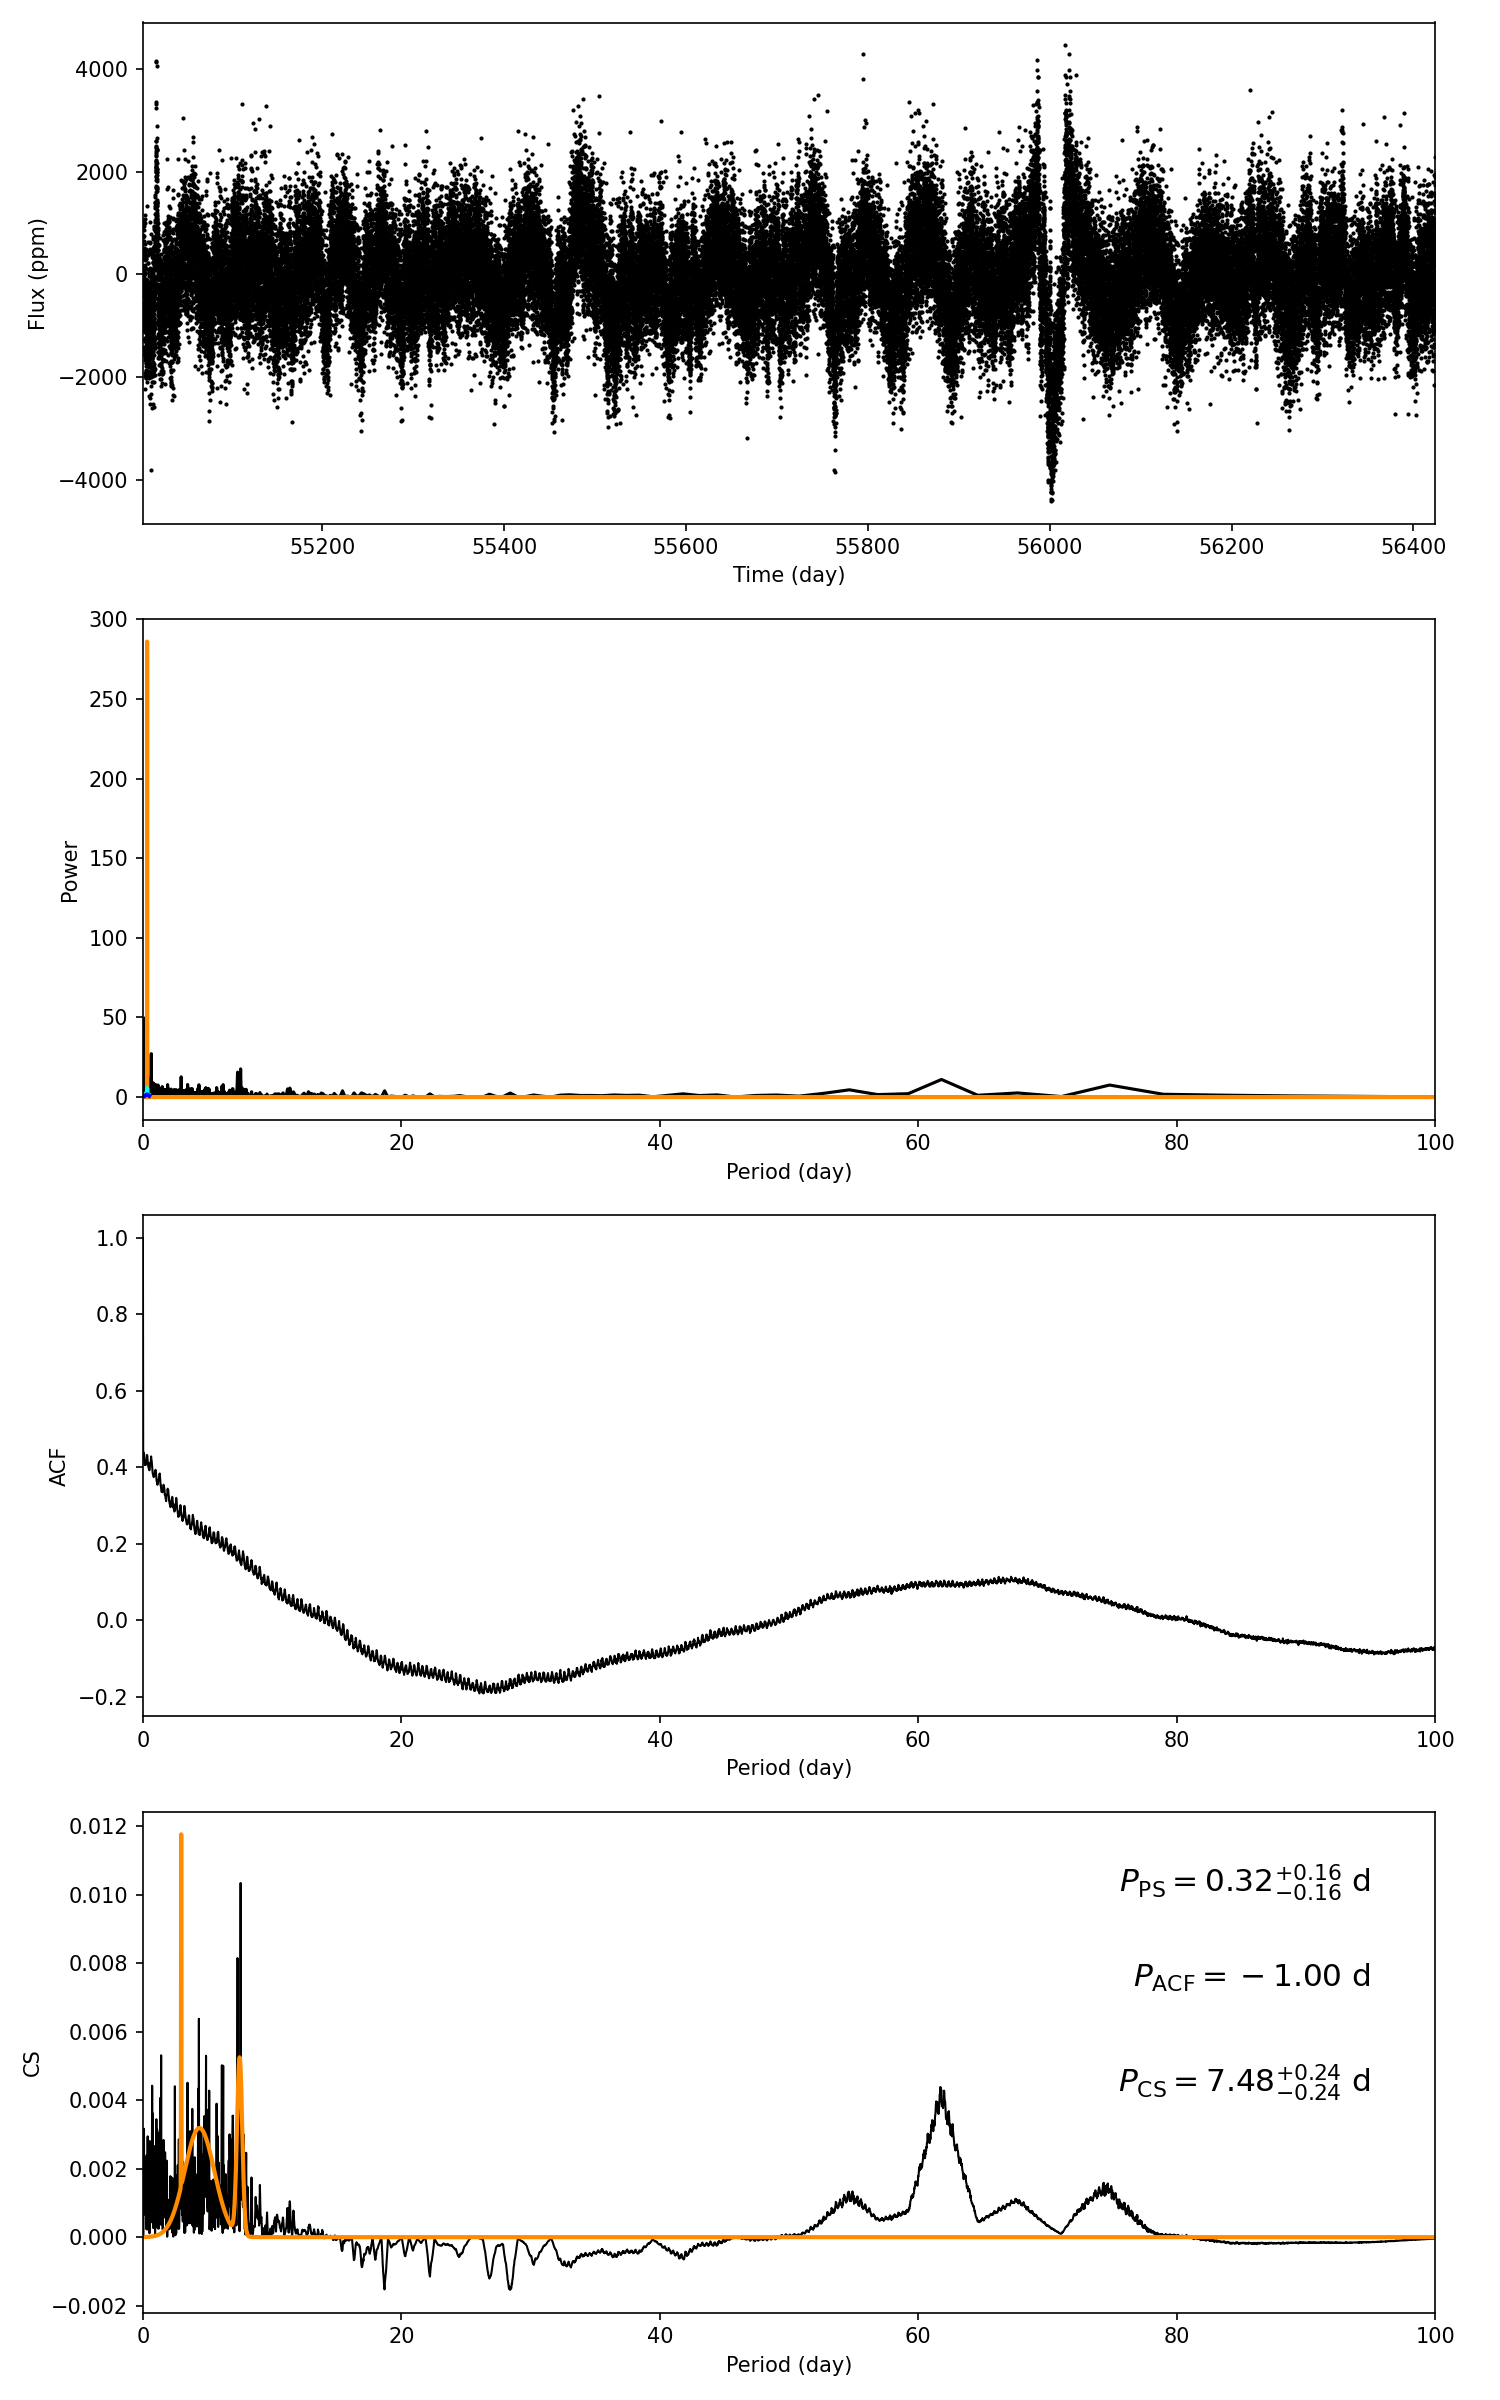 4000
2000
0
−2000
−4000
Flux (ppm)
55200 55400 55600 55800 56000 56200 56400
Time (day)
300
250
200
150
100
50
0
Power
0 20 40 60 80 100
Period (day)
1.0
0.8
0.6
0.4
0.2
0.0
−0.2
ACF
0 20 40 60 80 100
Period (day)
0.012
0.010
0.008
0.006
0.004
0.002
0.000
−0.002
CS
P_PS = 0.32^{+0.16}_{−0.16} d
P_ACF = −1.00 d
P_CS = 7.48^{+0.24}_{−0.24} d
0 20 40 60 80 100
Period (day)